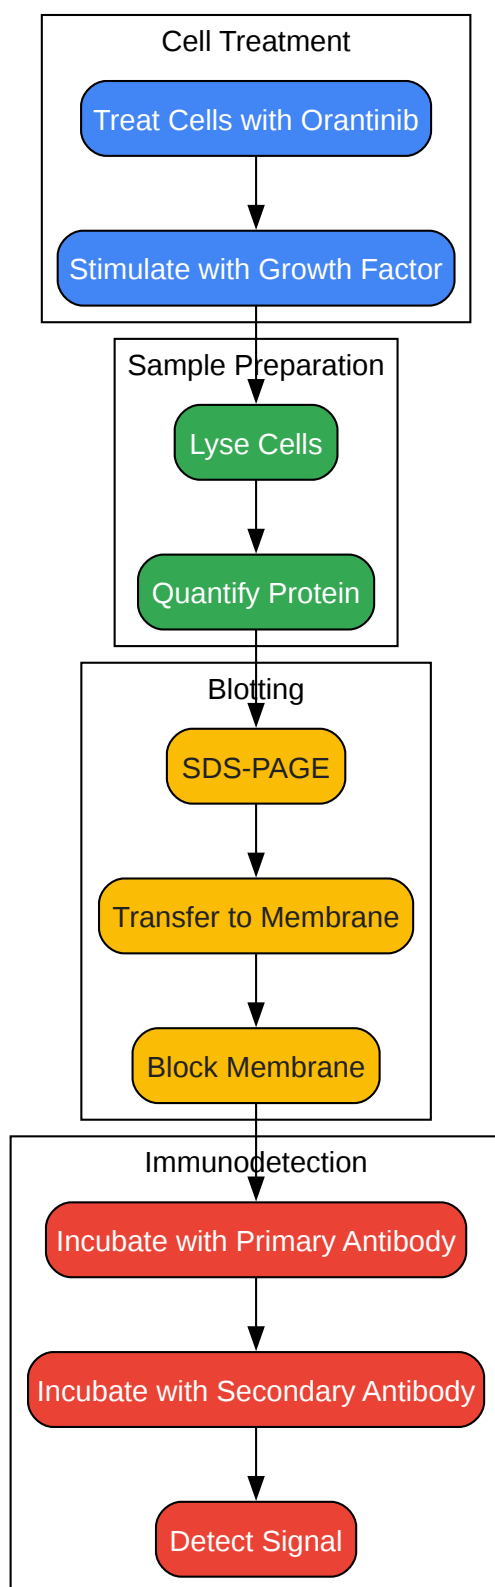 Cell Treatment
Treat Cells with Orantinib
Stimulate with Growth Factor
Sample Preparation
Lyse Cells
Quantify Protein
Blotting
SDS-PAGE
Transfer to Membrane
Block Membrane
Immunodetection
Incubate with Primary Antibody
Incubate with Secondary Antibody
Detect Signal